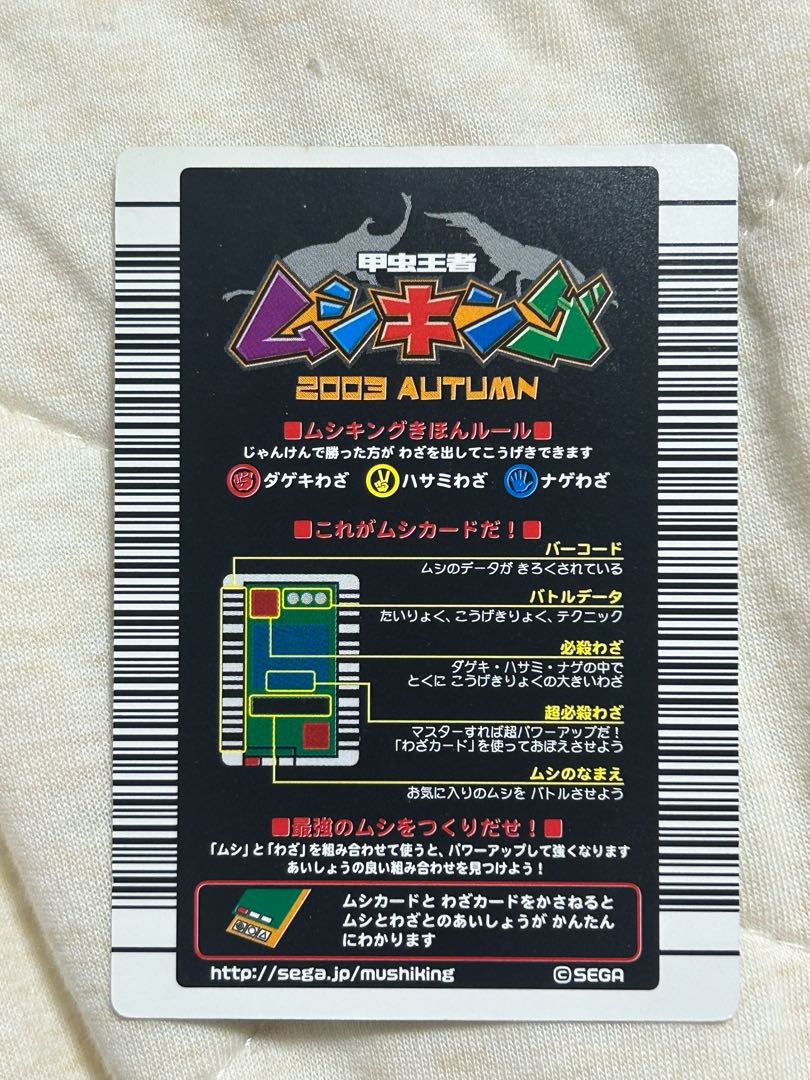 甲虫王者
ムシキング
2003 AUTUMN
■ムシキングきほんルール■
じゃんけんで勝った方が わざを出してこうげきできます
ダゲキわざ ハサミわざ ナゲわざ
■これがムシカードだ！■
バーコード
ムシのデータが きろくされている
バトルデータ
たいりょく、こうげきりょく、テクニック
必殺わざ
ダゲキ・ハサミ・ナゲの中で
とくに こうげきりょくの大きいわざ
超必殺わざ
マスターすれば超パワーアップだ！
「わざカード」を使っておぼえさせよう
ムシのなまえ
お気に入りのムシを バトルさせよう
■最強のムシをつくりだせ！■
「ムシ」と「わざ」を組み合わせて使うと、パワーアップして強くなります
あいしょうの良い組み合わせを見つけよう！
ムシカードと わざカードをかさねると
ムシとわざとのあいしょうが かんたん
にわかります
http://sega.jp/mushiking
©SEGA